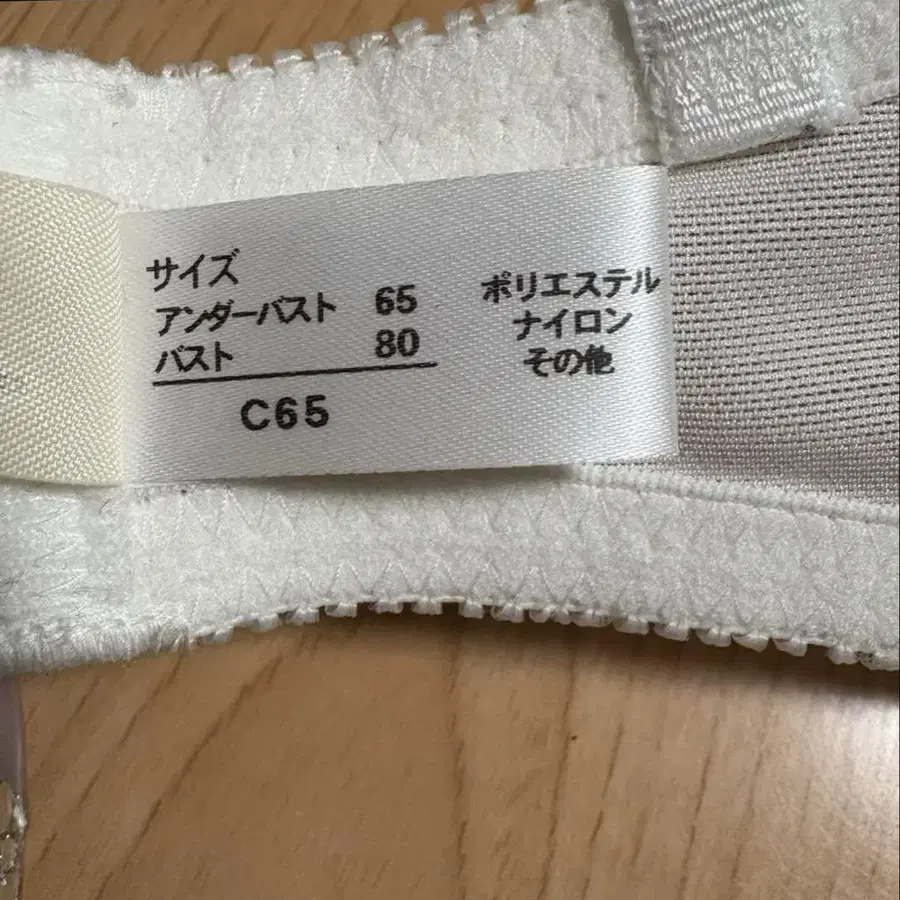 サイズ
アンダーバスト 65
バスト 80
C65
ポリエステル
ナイロン
その他